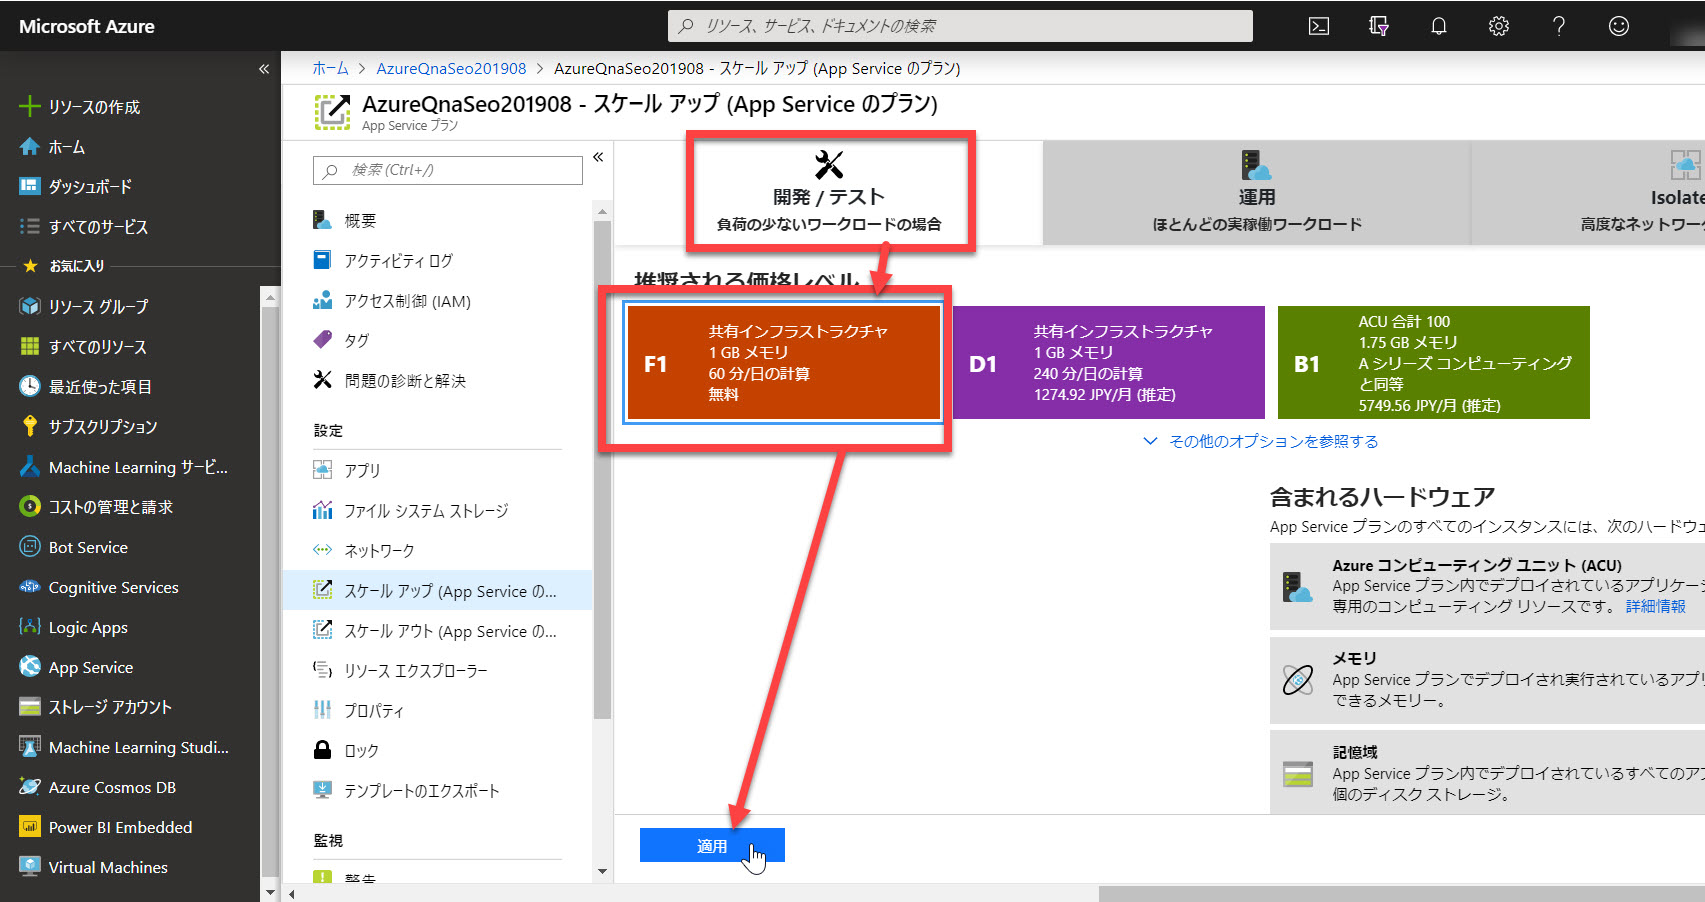 Microsoft Azure
リソース、サービス、ドキュメントの検索
ホーム > AzureQnaSeo201908 > AzureQnaSeo201908 - スケール アップ (App Service のプラン)
AzureQnaSeo201908 - スケール アップ (App Service のプラン)
App Service プラン
リソースの作成
ホーム
ダッシュボード
すべてのサービス
お気に入り
リソース グループ
すべてのリソース
最近使った項目
サブスクリプション
Machine Learning サービ...
コストの管理と請求
Bot Service
Cognitive Services
Logic Apps
App Service
ストレージ アカウント
Machine Learning Studi...
Azure Cosmos DB
Power BI Embedded
Virtual Machines
検索 (Ctrl+/)
概要
アクティビティ ログ
アクセス制御 (IAM)
タグ
問題の診断と解決
設定
アプリ
ファイル システム ストレージ
ネットワーク
スケール アップ (App Service の...
スケール アウト (App Service の...
リソース エクスプローラー
プロパティ
ロック
テンプレートのエクスポート
監視
警告
開発 / テスト
負荷の少ないワークロードの場合
運用
ほとんどの実稼働ワークロード
Isolate
高度なネットワー
推奨される価格レベル
F1
共有インフラストラクチャ
1 GB メモリ
60 分/日の計算
無料
D1
共有インフラストラクチャ
1 GB メモリ
240 分/日の計算
1274.92 JPY/月 (推定)
B1
ACU 合計 100
1.75 GB メモリ
A シリーズ コンピューティング
と同等
5749.56 JPY/月 (推定)
その他のオプションを参照する
含まれるハードウェア
App Service プランのすべてのインスタンスには、次のハードウェ
Azure コンピューティング ユニット (ACU)
App Service プラン内でデプロイされているアプリケーシ
専用のコンピューティング リソースです。 詳細情報
メモリ
App Service プランでデプロイされ実行されているアプリ
できるメモリー。
記憶域
App Service プラン内でデプロイされているすべてのアプ
個のディスク ストレージ。
適用